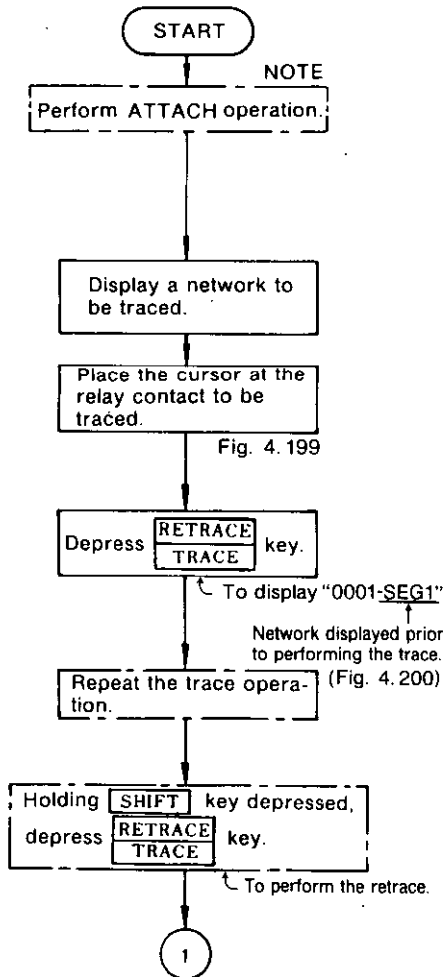 START
NOTE
Perform ATTACH operation.
Display a network to
be traced.
Place the cursor at the
relay contact to be
traced.
Fig. 4.199
Depress RETRACE TRACE key.
To display "0001-SEG1"
Network displayed prior
to performing the trace.
(Fig. 4.200)
Repeat the trace opera-
tion.
Holding SHIFT key depressed,
depress RETRACE TRACE key.
To perform the retrace.
1